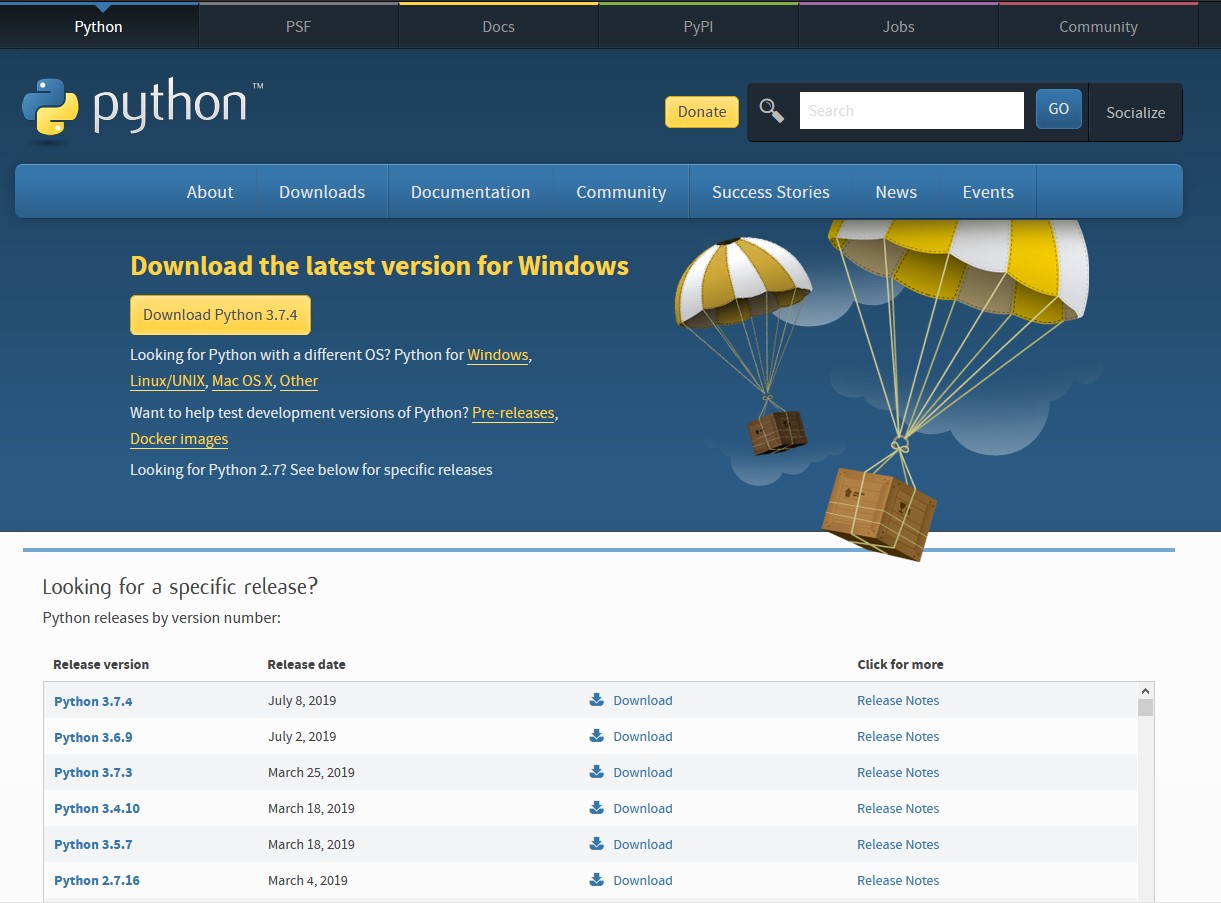 Python PSF Docs PyPI Jobs Community
python™
Donate Search GO Socialize
About Downloads Documentation Community Success Stories News Events
Download the latest version for Windows
Download Python 3.7.4
Looking for Python with a different OS? Python for Windows,
Linux/UNIX, Mac OS X, Other
Want to help test development versions of Python? Pre-releases,
Docker images
Looking for Python 2.7? See below for specific releases
Looking for a specific release?
Python releases by version number:
Release version Release date Click for more
Python 3.7.4 July 8, 2019 Download Release Notes
Python 3.6.9 July 2, 2019 Download Release Notes
Python 3.7.3 March 25, 2019 Download Release Notes
Python 3.4.10 March 18, 2019 Download Release Notes
Python 3.5.7 March 18, 2019 Download Release Notes
Python 2.7.16 March 4, 2019 Download Release Notes